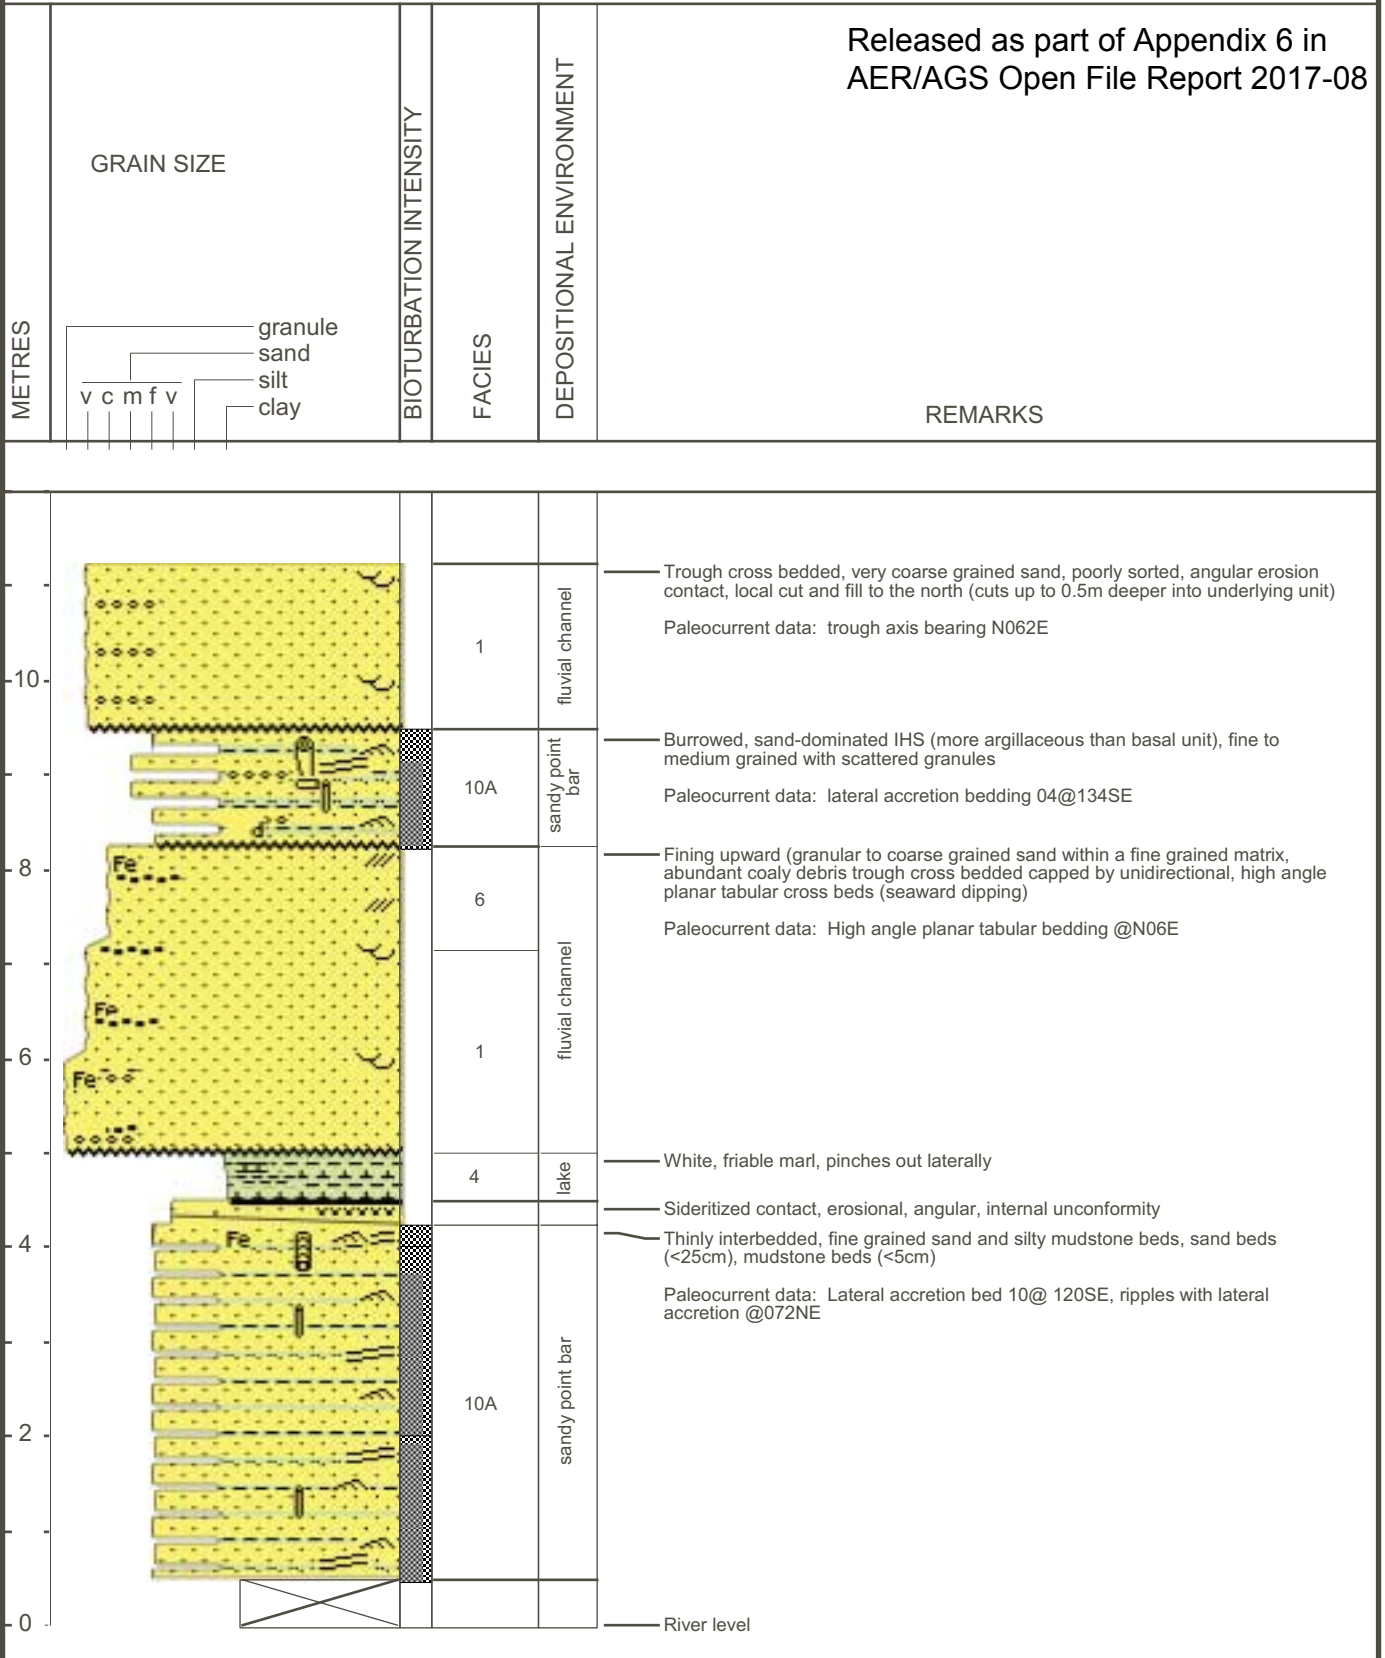 Released as part of Appendix 6 in
AER/AGS Open File Report 2017-08
METRES
GRAIN SIZE
granule
sand
silt
clay
v c m f v
BIOTURBATION INTENSITY
FACIES
DEPOSITIONAL ENVIRONMENT
REMARKS
Trough cross bedded, very coarse grained sand, poorly sorted, angular erosion
contact, local cut and fill to the north (cuts up to 0.5m deeper into underlying unit)
Paleocurrent data: trough axis bearing N062E
1
fluvial channel
10
Burrowed, sand-dominated IHS (more argillaceous than basal unit), fine to
medium grained with scattered granules
Paleocurrent data: lateral accretion bedding 04@134SE
10A
sandy point
bar
8
Fe
Fining upward (granular to coarse grained sand within a fine grained matrix,
abundant coaly debris trough cross bedded capped by unidirectional, high angle
planar tabular cross beds (seaward dipping)
Paleocurrent data: High angle planar tabular bedding @N06E
6
fluvial channel
Fe
1
6
Fe
White, friable marl, pinches out laterally
4
lake
Sideritized contact, erosional, angular, internal unconformity
4
Fe
Thinly interbedded, fine grained sand and silty mudstone beds, sand beds
(<25cm), mudstone beds (<5cm)
Paleocurrent data: Lateral accretion bed 10@ 120SE, ripples with lateral
accretion @072NE
10A
sandy point bar
2
0
River level